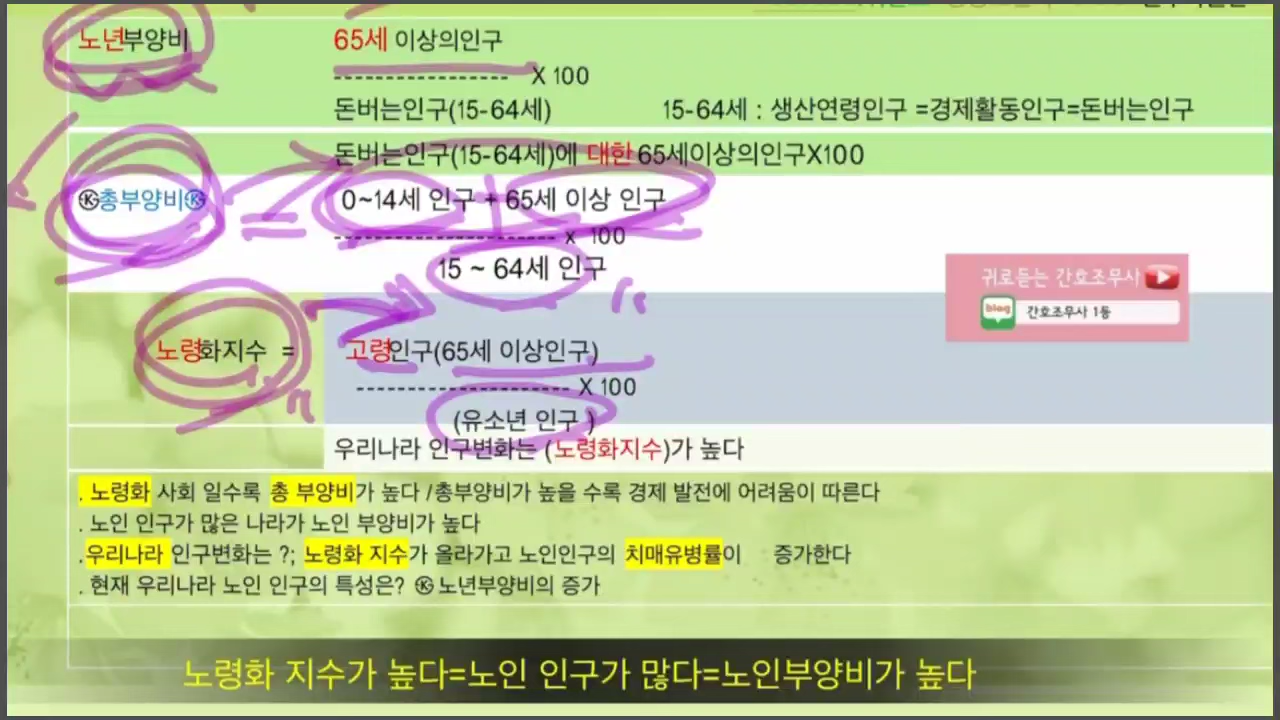 노년부양비
65세 이상의인구
------------------ X 100
돈버는인구(15-64세) 15-64세 : 생산연령인구 =경제활동인구=돈버는인구
돈버는인구(15-64세)에 대한 65세이상의인구X100
Ⓚ총부양비Ⓚ
0~14세 인구 + 65세 이상 인구
----------------------- x 100
15 ~ 64세 인구
귀로듣는 간호조무사
blog 간호조무사 1등
노령화지수 = 고령인구(65세 이상인구)
---------------------- X 100
(유소년 인구 )
우리나라 인구변화는 (노령화지수)가 높다
. 노령화 사회 일수록 총 부양비가 높다 /총부양비가 높을 수록 경제 발전에 어려움이 따른다
. 노인 인구가 많은 나라가 노인 부양비가 높다
.우리나라 인구변화는 ?; 노령화 지수가 올라가고 노인인구의 치매유병률이 증가한다
. 현재 우리나라 노인 인구의 특성은? Ⓚ노년부양비의 증가
노령화 지수가 높다=노인 인구가 많다=노인부양비가 높다